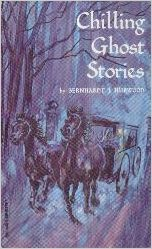 Chilling
Ghost
Stories
by BERNHARDT J. HURWOOD